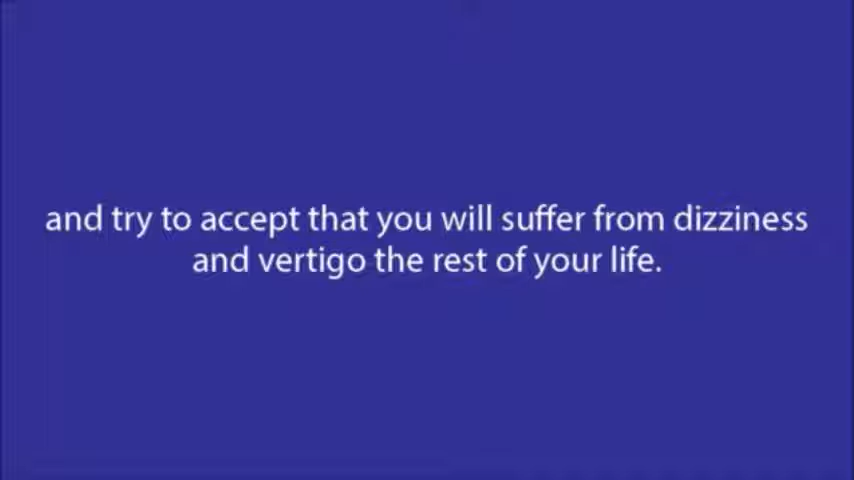 and try to accept that you will suffer from dizziness
and vertigo the rest of your life.